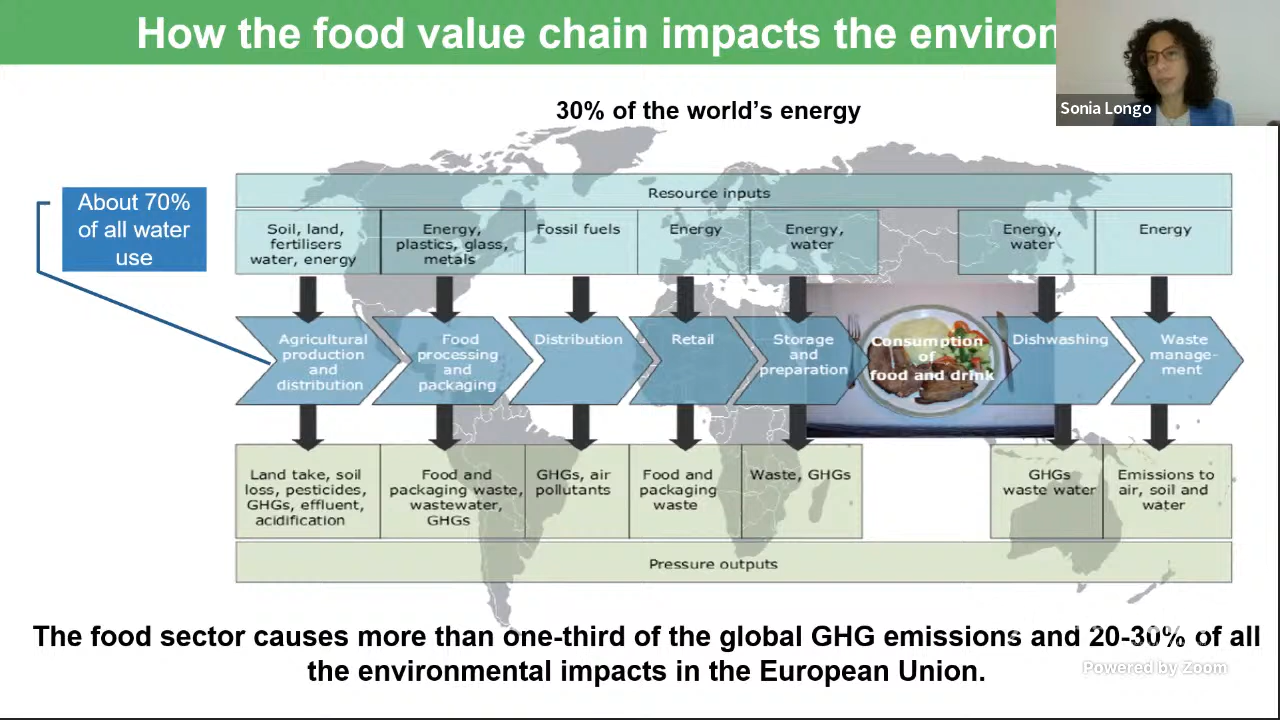 How the food value chain impacts the environ
Sonia Longo
30% of the world's energy
About 70%
of all water
use
Resource inputs
Soil, land,
fertilisers
water, energy
Energy,
plastics, glass,
metals
Fossil fuels
Energy
Energy,
water
Energy,
water
Energy
Agricultural
production
and
distribution
Food
processing
and
packaging
Distribution
Retail
Storage
and
preparation
Consumption
of
food and drink
Dishwashing
Waste
manage-
ment
Land take, soil
loss, pesticides,
GHGs, effluent,
acidification
Food and
packaging waste,
wastewater,
GHGs
GHGs, air
pollutants
Food and
packaging
waste
Waste, GHGs
GHGs
waste water
Emissions to
air, soil and
water
Pressure outputs
The food sector causes more than one-third of the global GHG emissions and 20-30% of all
the environmental impacts in the European Union.
Powered by Zoom